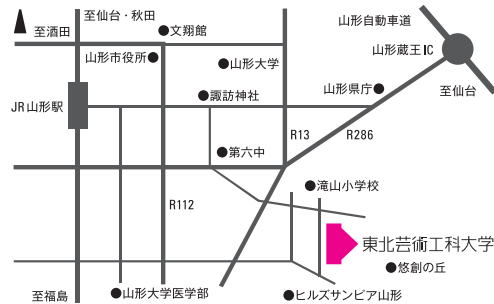 至仙台・秋田
至酒田
●文翔館
山形自動車道
山形市役所●
●山形大学
山形蔵王IC
山形県庁●
至仙台
●諏訪神社
JR山形駅
R13
R286
●第六中
●滝山小学校
R112
東北芸術工科大学
●悠創の丘
至福島
●山形大学医学部
●ヒルズサンピア山形